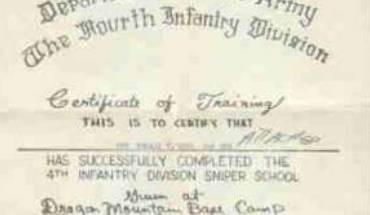 Army
The Fourth Infantry Division
Certificate of Training
THIS IS TO CERTIFY THAT
HAS SUCCESSFULLY COMPLETED THE
4TH INFANTRY DIVISION SNIPER SCHOOL
Given at
Dragon Mountain Base Camp